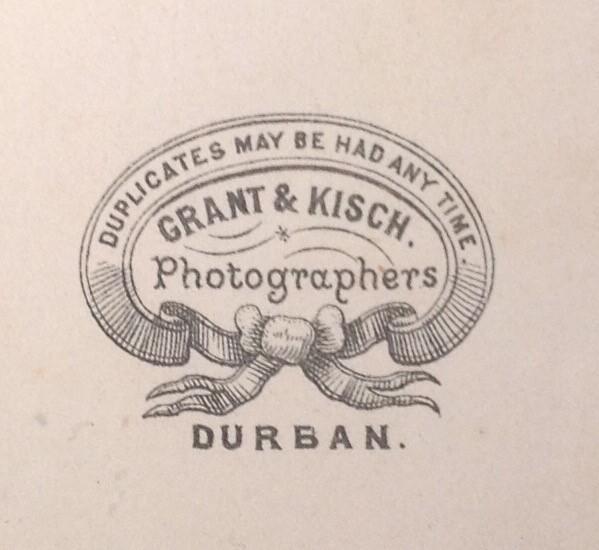 DUPLICATES MAY BE HAD ANY TIME.
GRANT & KISCH.
Photographers
DURBAN.